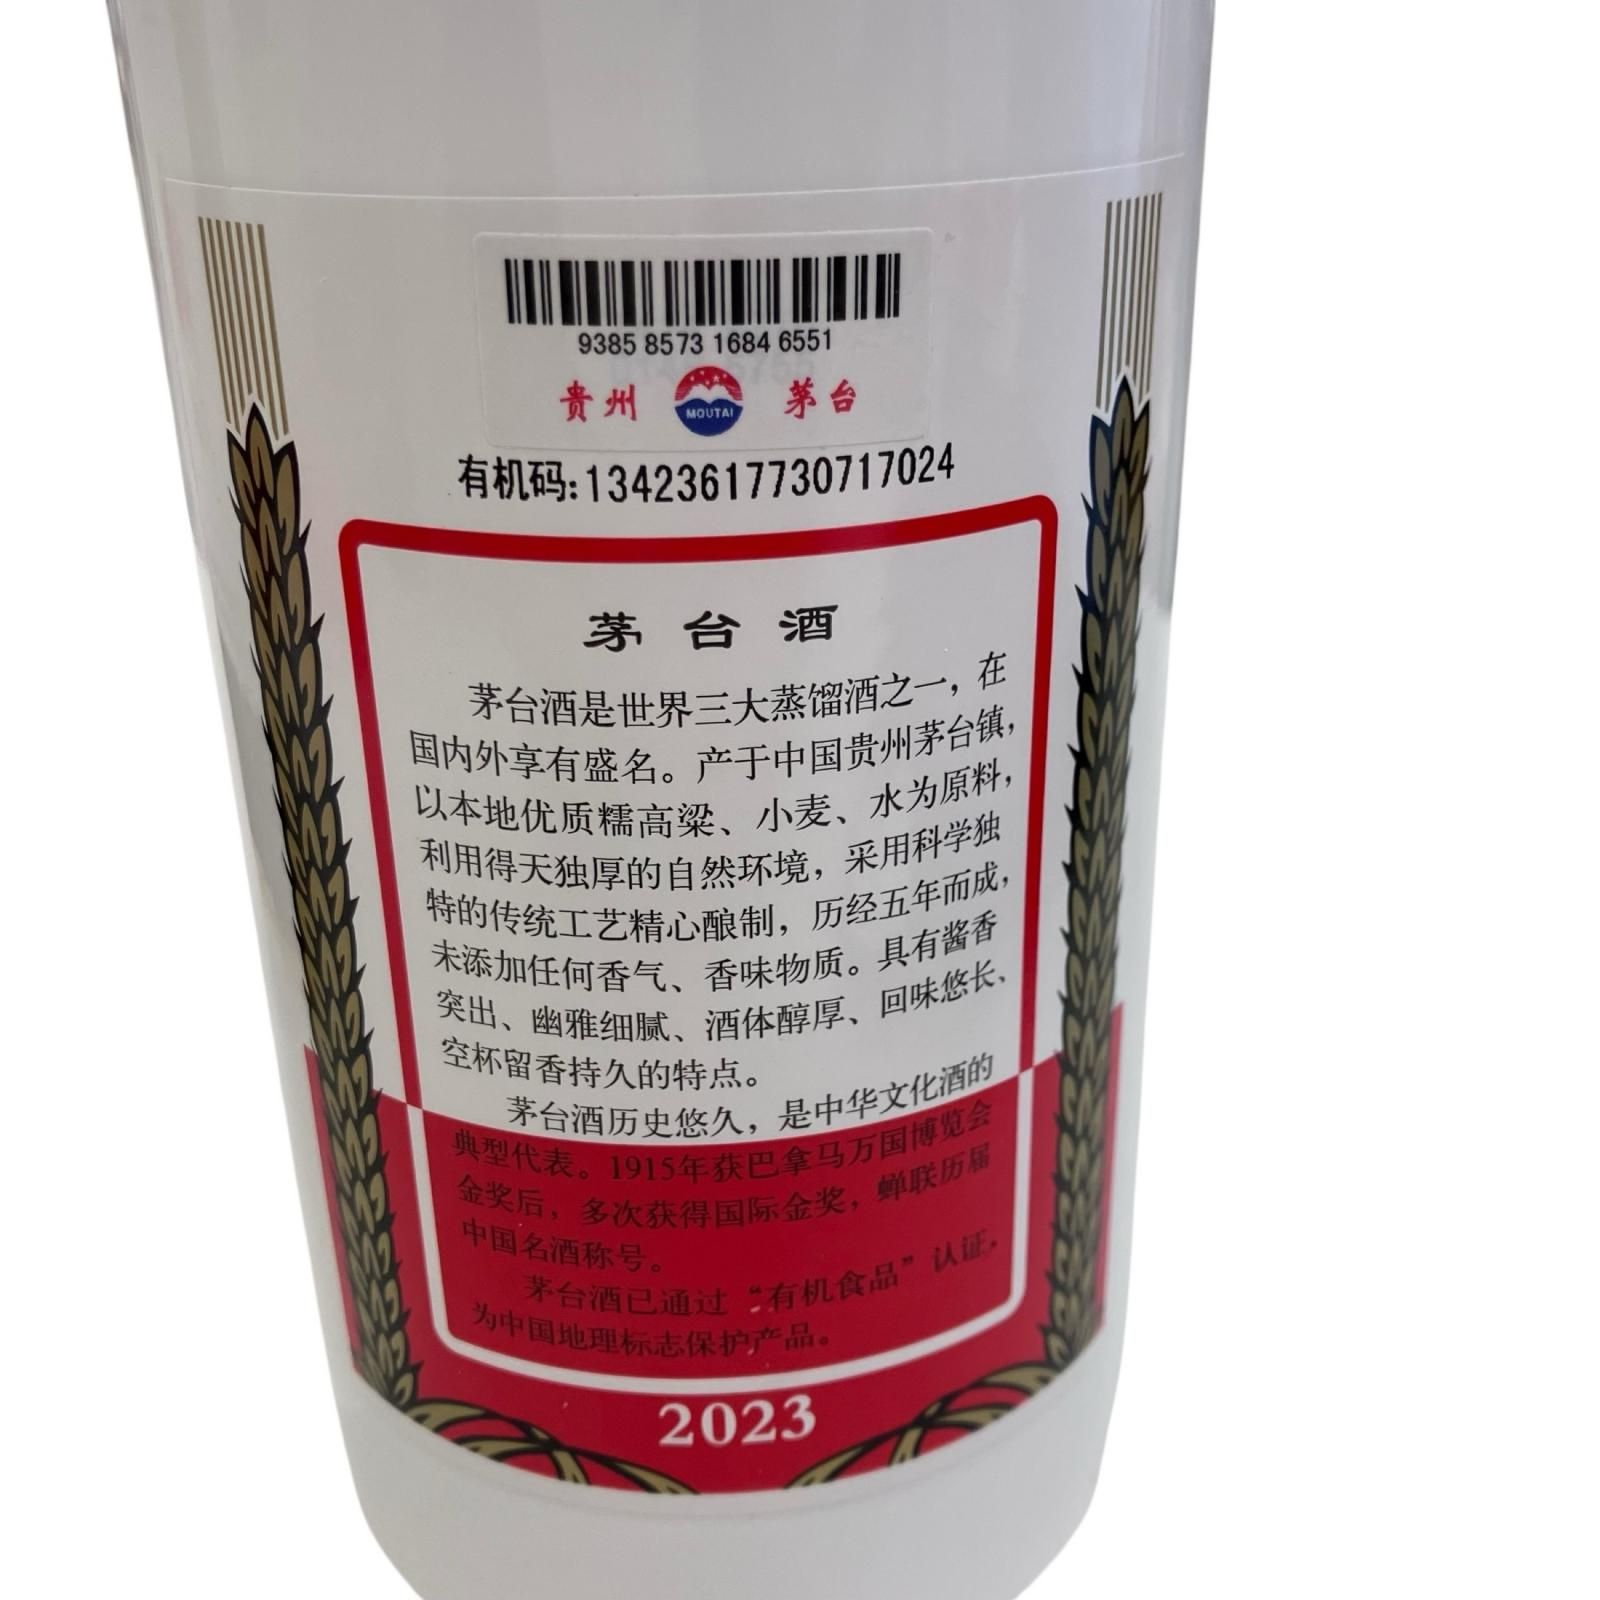 9385 8573 1684 6551
贵州 MOUTAI 茅台
有机码:13423617730717024
茅台酒
茅台酒是世界三大蒸馏酒之一，在
国内外享有盛名。产于中国贵州茅台镇，
以本地优质糯高粱、小麦、水为原料，
利用得天独厚的自然环境，采用科学独
特的传统工艺精心酿制，历经五年而成，
未添加任何香气、香味物质。具有酱香
突出、幽雅细腻、酒体醇厚、回味悠长、
空杯留香持久的特点。
茅台酒历史悠久，是中华文化酒的
典型代表。1915年获巴拿马万国博览会
金奖后，多次获得国际金奖，蝉联历届
中国名酒称号。
茅台酒已通过“有机食品”认证，
为中国地理标志保护产品。
2023